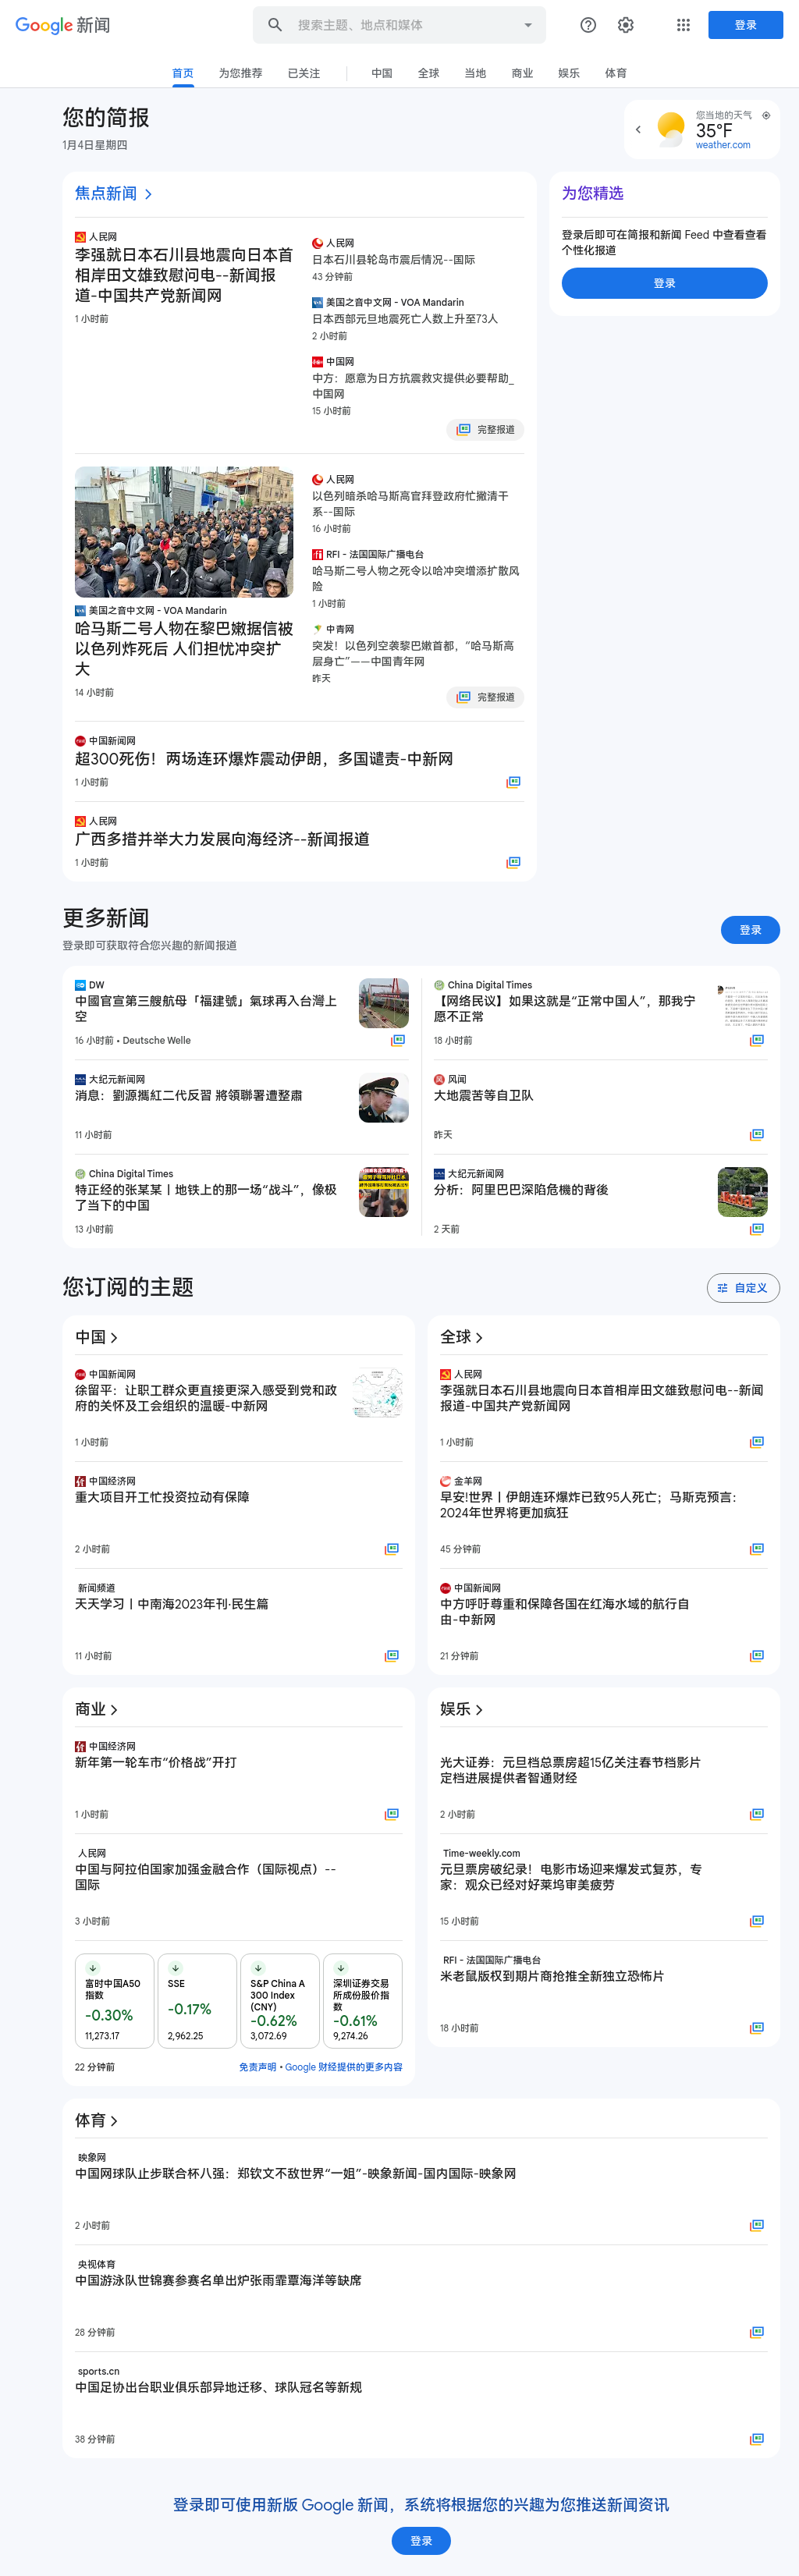 Google 新闻
搜索主题、地点和媒体
登录
首页
为您推荐
已关注
中国
全球
当地
商业
娱乐
体育
您的简报
1月4日星期四
您当地的天气
35°F
weather.com
焦点新闻
人民网
李强就日本石川县地震向日本首
相岸田文雄致慰问电--新闻报
道-中国共产党新闻网
1 小时前
人民网
日本石川县轮岛市震后情况--国际
43 分钟前
美国之音中文网 - VOA Mandarin
日本西部元旦地震死亡人数上升至73人
2 小时前
中国网
中方：愿意为日方抗震救灾提供必要帮助_
中国网
15 小时前
完整报道
美国之音中文网 - VOA Mandarin
哈马斯二号人物在黎巴嫩据信被
以色列炸死后 人们担忧冲突扩
大
14 小时前
人民网
以色列暗杀哈马斯高官拜登政府忙撇清干
系--国际
16 小时前
RFI - 法国国际广播电台
哈马斯二号人物之死令以哈冲突增添扩散风
险
1 小时前
中青网
突发！以色列空袭黎巴嫩首都，“哈马斯高
层身亡”——中国青年网
昨天
完整报道
中国新闻网
超300死伤！两场连环爆炸震动伊朗，多国谴责-中新网
1 小时前
人民网
广西多措并举大力发展向海经济--新闻报道
1 小时前
为您精选
登录后即可在简报和新闻 Feed 中查看查看
个性化报道
登录
更多新闻
登录即可获取符合您兴趣的新闻报道
登录
DW
中國官宣第三艘航母「福建號」氣球再入台灣上
空
16 小时前 • Deutsche Welle
China Digital Times
【网络民议】如果这就是“正常中国人”，那我宁
愿不正常
18 小时前
大纪元新闻网
消息：劉源攜紅二代反習 將領聯署遭整肅
11 小时前
风闻
大地震苦等自卫队
昨天
China Digital Times
特正经的张某某丨地铁上的那一场“战斗”，像极
了当下的中国
13 小时前
大纪元新闻网
分析：阿里巴巴深陷危機的背後
2 天前
您订阅的主题
自定义
中国
中国新闻网
徐留平：让职工群众更直接更深入感受到党和政
府的关怀及工会组织的温暖-中新网
1 小时前
中国经济网
重大项目开工忙投资拉动有保障
2 小时前
新闻频道
天天学习丨中南海2023年刊·民生篇
11 小时前
全球
人民网
李强就日本石川县地震向日本首相岸田文雄致慰问电--新闻
报道-中国共产党新闻网
1 小时前
金羊网
早安!世界丨伊朗连环爆炸已致95人死亡；马斯克预言：
2024年世界将更加疯狂
45 分钟前
中国新闻网
中方呼吁尊重和保障各国在红海水域的航行自
由-中新网
21 分钟前
商业
中国经济网
新年第一轮车市“价格战”开打
1 小时前
人民网
中国与阿拉伯国家加强金融合作（国际视点）--
国际
3 小时前
富时中国A50
指数
-0.30%
11,273.17
SSE
-0.17%
2,962.25
S&P China A
300 Index
(CNY)
-0.62%
3,072.69
深圳证券交易
所成份股价指
数
-0.61%
9,274.26
22 分钟前
免责声明 • Google 财经提供的更多内容
娱乐
光大证券：元旦档总票房超15亿关注春节档影片
定档进展提供者智通财经
2 小时前
Time-weekly.com
元旦票房破纪录！电影市场迎来爆发式复苏，专
家：观众已经对好莱坞审美疲劳
15 小时前
RFI - 法国国际广播电台
米老鼠版权到期片商抢推全新独立恐怖片
18 小时前
体育
映象网
中国网球队止步联合杯八强：郑钦文不敌世界“一姐”-映象新闻-国内国际-映象网
2 小时前
央视体育
中国游泳队世锦赛参赛名单出炉张雨霏覃海洋等缺席
28 分钟前
sports.cn
中国足协出台职业俱乐部异地迁移、球队冠名等新规
38 分钟前
登录即可使用新版 Google 新闻，系统将根据您的兴趣为您推送新闻资讯
登录